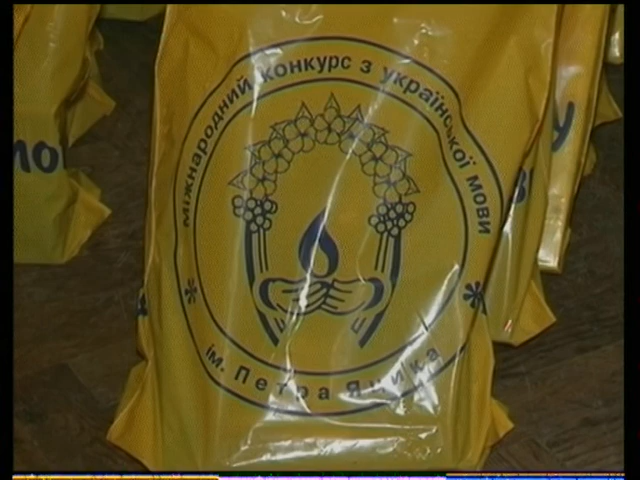 міжнародний конкурс з української мови
ім. Петра Яцика